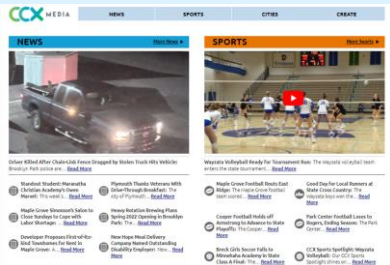 CCX MEDIA
NEWS
SPORTS
CITIES
CREATE
NEWS
More News ►
Driver Killed After Chain-Link Fence Dragged by Stolen Truck Hits Vehicles
Brooklyn Park police are... Read More
Standout Student: Maranatha
Christian Academy's Owen
Marett: This week's... Read More
Plymouth Thanks Veterans With
Drive-Through Breakfast: The
city of Plymouth... Read More
Maple Grove Simonson's Salon to
Close Sundays to Cope with
Labor Shortage: ... Read More
Heavy Rotation Brewing Plans
Spring 2022 Opening in Brooklyn
Park: The ... Read More
Developer Proposes First-of-its-
Kind Townhomes for Rent in
Maple Grove: A... Read More
New Hope Meal Delivery
Company Named Outstanding
Disability Employer: New... Read
More
SPORTS
More Sports ►
Wayzata Volleyball Ready For Tournament Run: The Wayzata volleyball team
enters the state tournament... Read More
Maple Grove Football Routs East
Ridge: The Maple Grove football
team scored... Read More
Good Day for Local Runners at
State Cross Country: The
Wayzata boys won the... Read
More
Cooper Football Holds off
Armstrong to Advance to State
Playoffs: The Cooper... Read
More
Park Center Football Loses to
Rogers, Ending Season: The Park
Center... Read More
Breck Girls Soccer Falls to
Minnehaha Academy in State
Class A Final: The... Read More
CCX Sports Spotlight: Wayzata
Volleyball: Our CCX Sports
Spotlight shines on... Read More